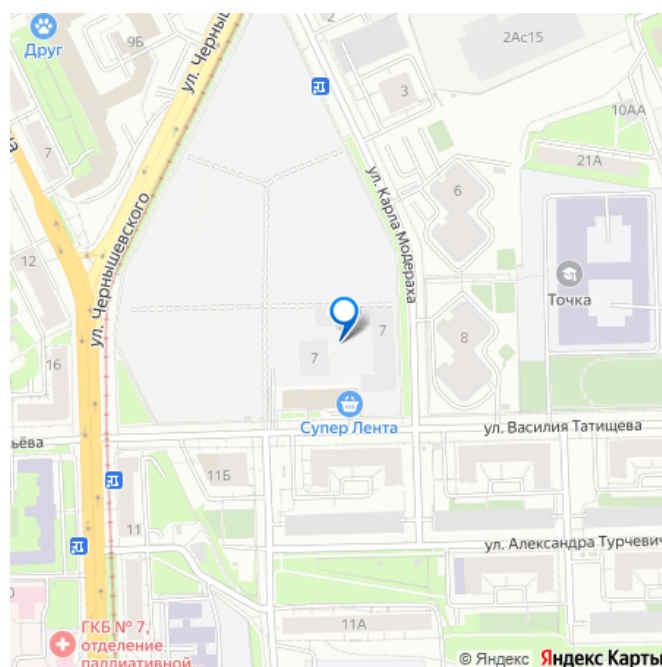 2
Друг
9Б
ул. Черныш
2Ас15
3
7
10АА
21А
ул. Карла Модераха
6
ул. Чернышевского
12
Точка
7
7
8
16
Супер Лента
ул. Василия Татищева
ьёва
11Б
11
ул. Александра Турчевич
11А
ГКБ № 7,
отделение
паллиативной...
© Яндекс Яндекс Карты